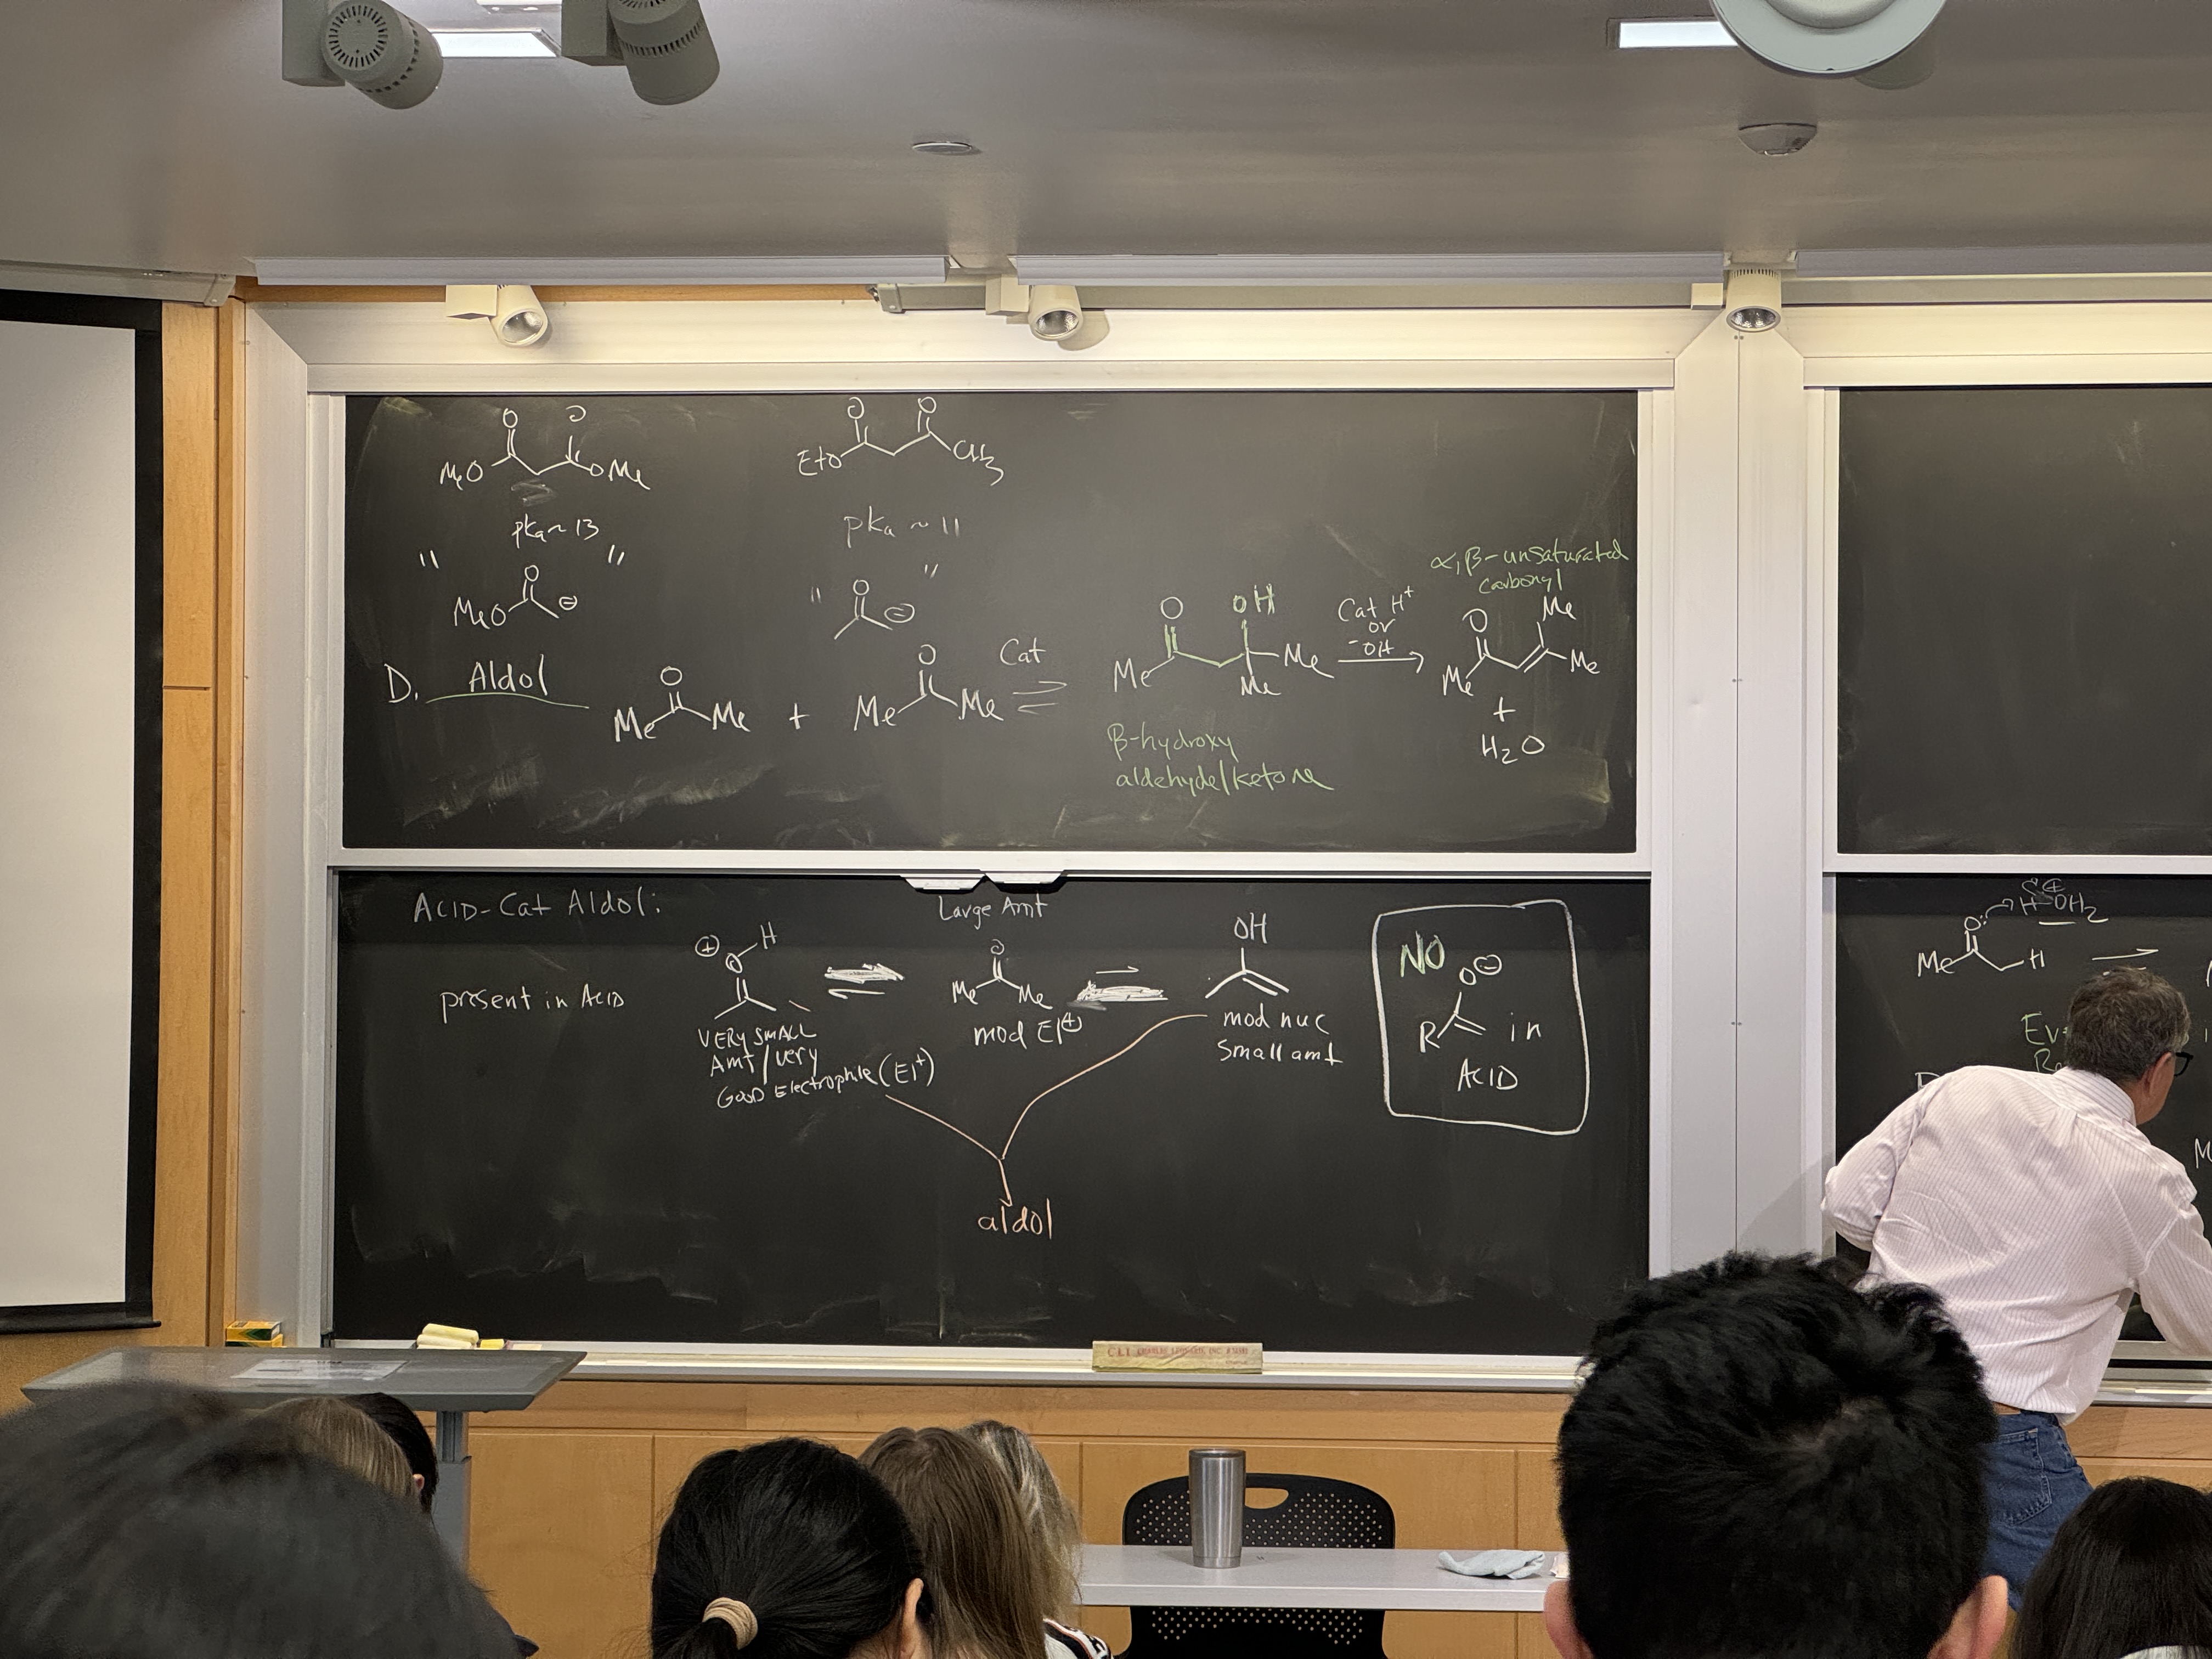 O O
MeO OMe
pKa ~ 13
" "
O
MeO ⊖
O O
EtO CH3
pKa ~ 11
" "
O
⊖
D. Aldol
O
Me Me
+
O
Me Me
Cat
O OH
Me Me
Me
β-hydroxy
aldehyde/ketone
Cat H+
or
-OH
α,β-unsaturated
carbonyl
O Me
Me Me
+
H2O
ACID-Cat Aldol:
present in ACID
⊕ O H
VERY SMALL
Amt/very
GOOD Electrophile (El+)
Large Amt
O
Me Me
mod El⊕
OH
mod nuc
Small amt
NO
O⊖
R in
ACID
aldol
⊕
O: H-OH2
Me H